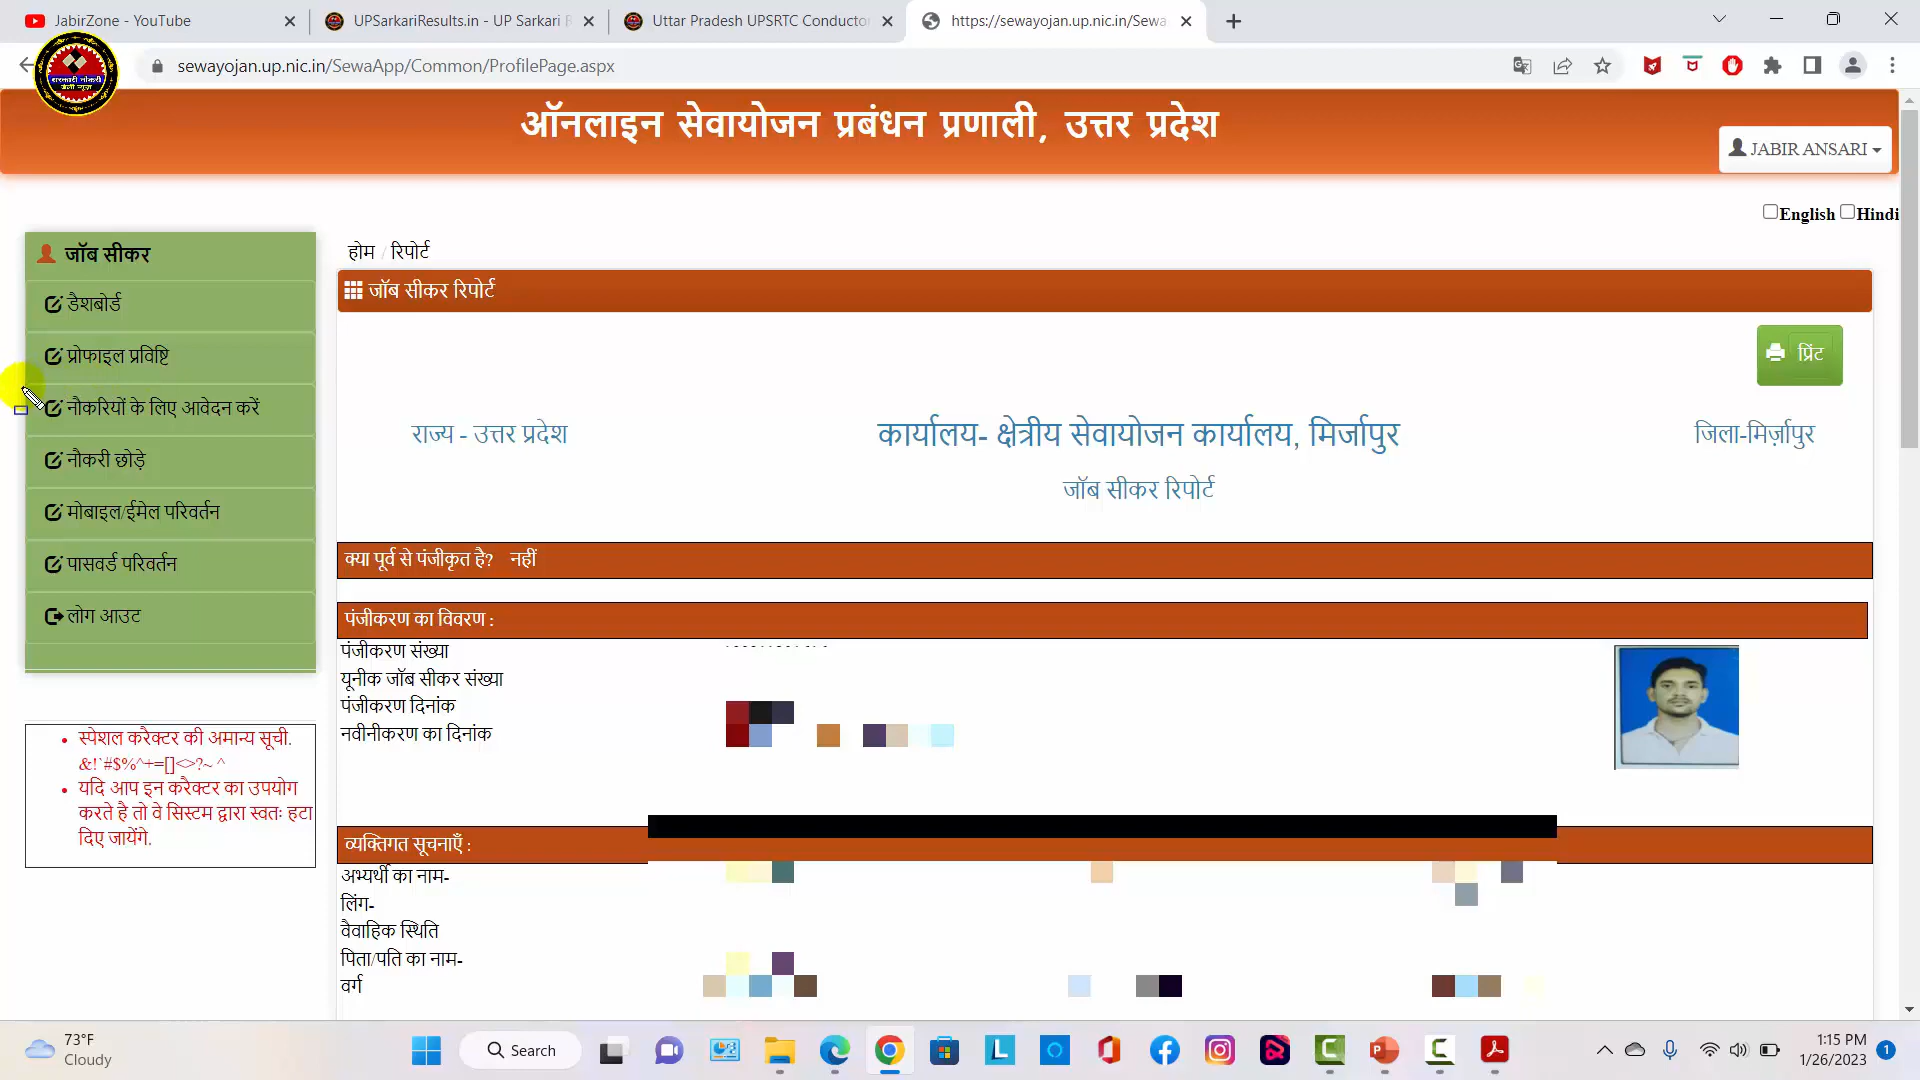 JabirZone - YouTube
UPSarkariResults.in - UP Sarkari R
Uttar Pradesh UPSRTC Conductor
https://sewayojan.up.nic.in/Sewa
sewayojan.up.nic.in/SewaApp/Common/ProfilePage.aspx
सरकारी नौकरी
ऑनलाइन सेवायोजन प्रबंधन प्रणाली, उत्तर प्रदेश
JABIR ANSARI
English Hindi
जॉब सीकर
डैशबोर्ड
प्रोफाइल प्रविष्टि
नौकरियों के लिए आवेदन करें
नौकरी छोड़े
मोबाइल/ईमेल परिवर्तन
पासवर्ड परिवर्तन
लोग आउट
स्पेशल करैक्टर की अमान्य सूची.
&!`#$%^+=[]<>?~ ^
यदि आप इन करैक्टर का उपयोग
करते है तो वे सिस्टम द्वारा स्वतः हटा
दिए जायेंगे.
होम / रिपोर्ट
जॉब सीकर रिपोर्ट
प्रिंट
राज्य - उत्तर प्रदेश
कार्यालय- क्षेत्रीय सेवायोजन कार्यालय, मिर्जापुर
जिला-मिर्ज़ापुर
जॉब सीकर रिपोर्ट
क्या पूर्व से पंजीकृत है? नहीं
पंजीकरण का विवरण :
पंजीकरण संख्या
यूनीक जॉब सीकर संख्या
पंजीकरण दिनांक
नवीनीकरण का दिनांक
व्यक्तिगत सूचनाएँ :
अभ्यर्थी का नाम-
लिंग-
वैवाहिक स्थिति
पिता/पति का नाम-
वर्ग
73°F
Cloudy
Search
1:15 PM
1/26/2023
1